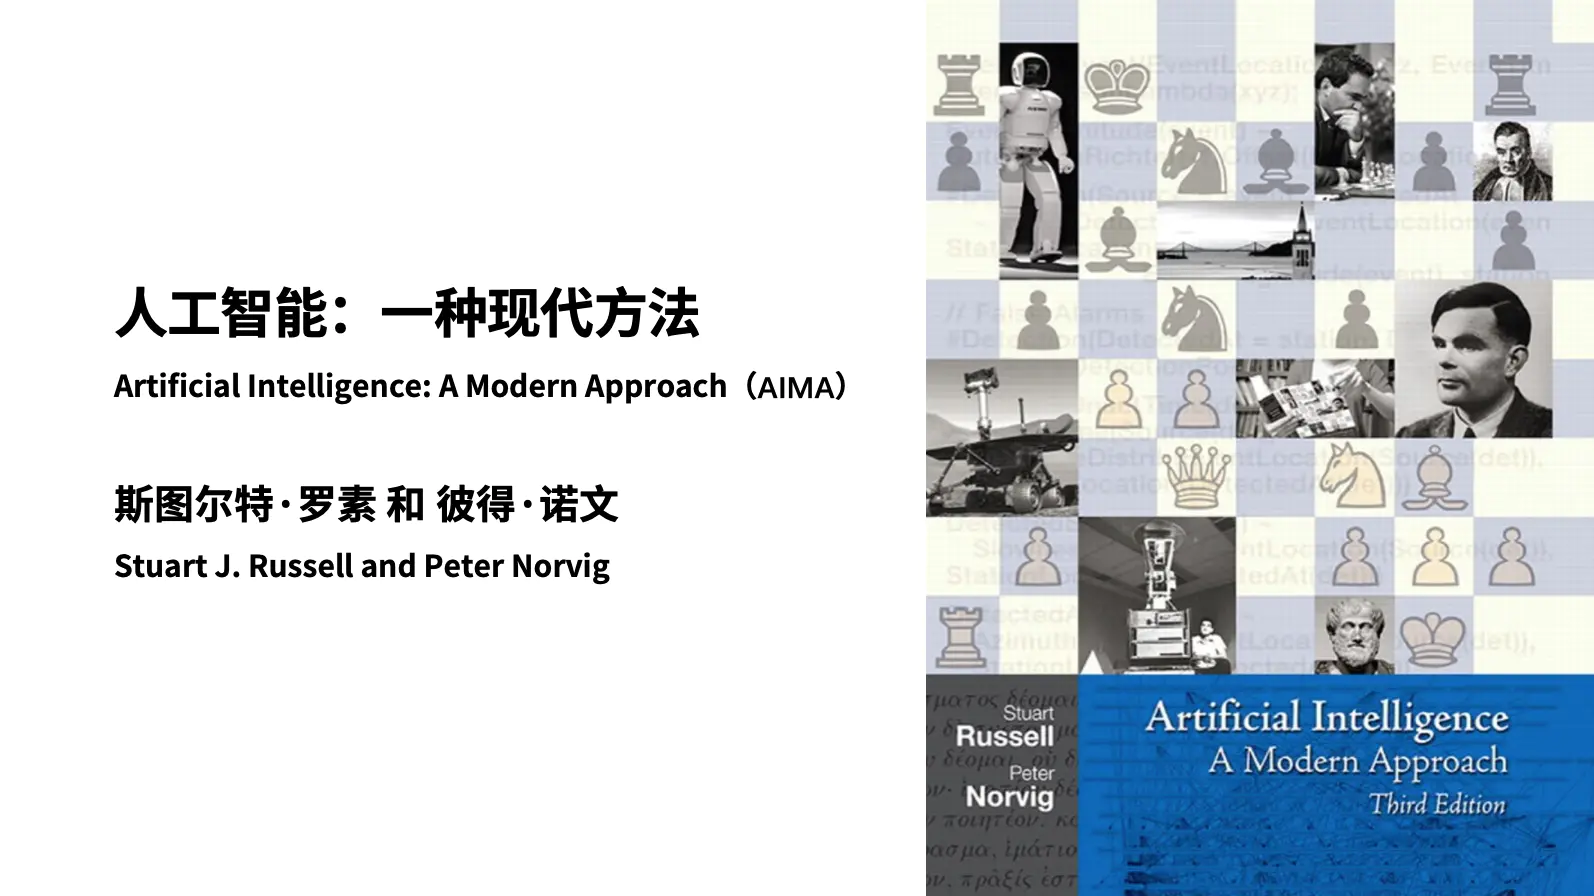 人工智能：一种现代方法
Artificial Intelligence: A Modern Approach（AIMA）
斯图尔特·罗素 和 彼得·诺文
Stuart J. Russell and Peter Norvig
Stuart
Russell
Peter
Norvig
Artificial Intelligence
A Modern Approach
Third Edition